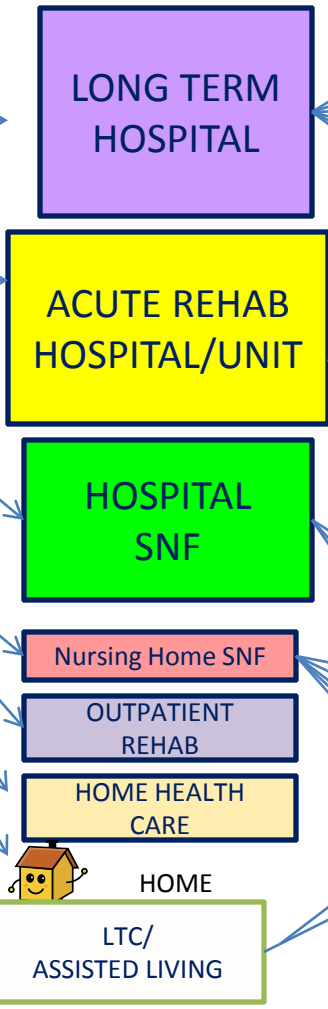 LONG TERM
HOSPITAL
ACUTE REHAB
HOSPITAL/UNIT
HOSPITAL
SNF
Nursing Home SNF
OUTPATIENT
REHAB
HOME HEALTH
CARE
HOME
LTC/
ASSISTED LIVING